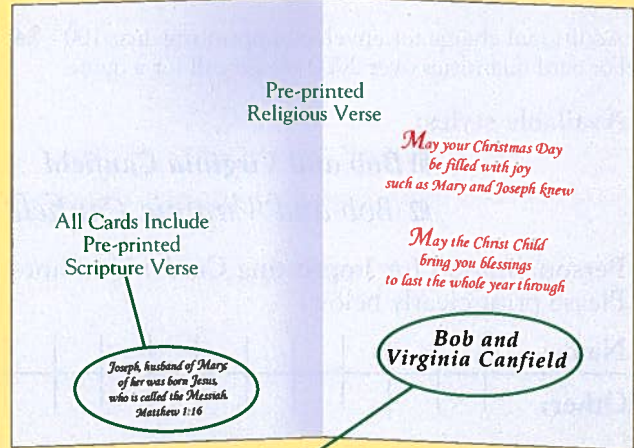 Pre-printed
Religious Verse
May your Christmas Day
be filled with joy
such as Mary and Joseph knew
May the Christ Child
bring you blessings
to last the whole year through
All Cards Include
Pre-printed
Scripture Verse
Joseph, husband of Mary;
of her was born Jesus,
who is called the Messiah.
Matthew 1:16
Bob and
Virginia Canfield